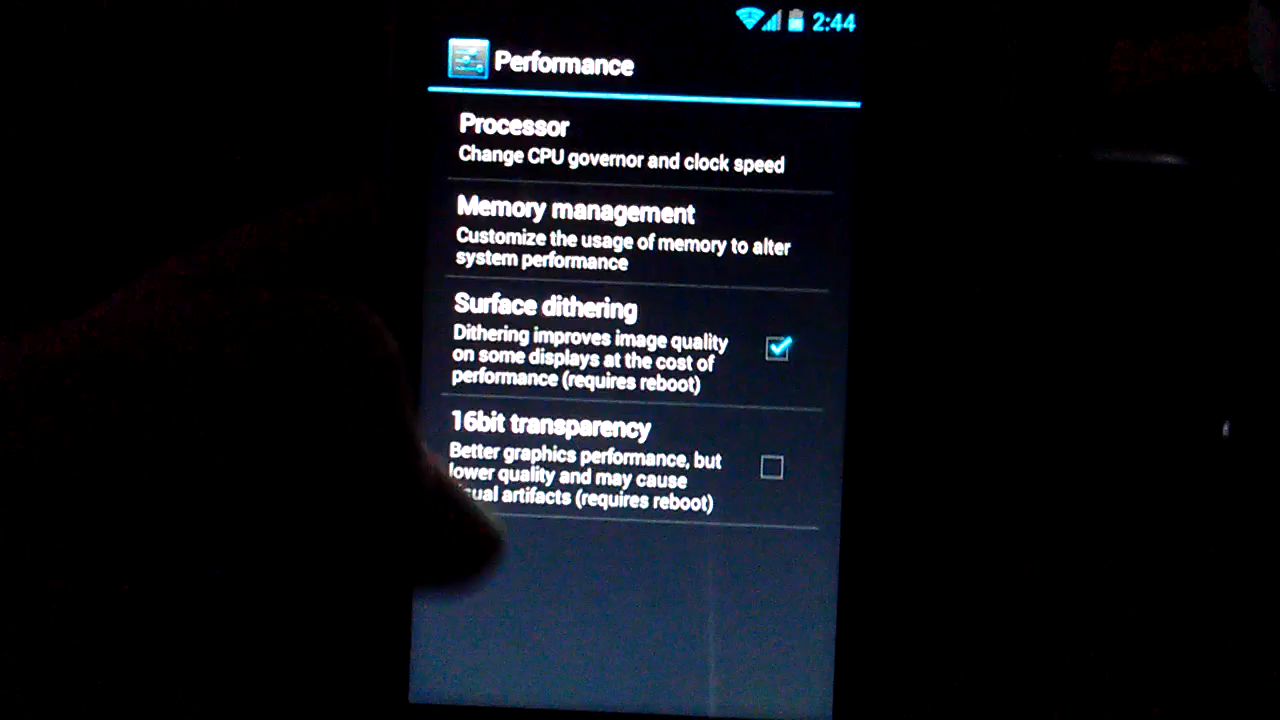 2:44
Performance
Processor
Change CPU governor and clock speed
Memory management
Customize the usage of memory to alter
system performance
Surface dithering
Dithering improves image quality
on some displays at the cost of
performance (requires reboot)
16bit transparency
Better graphics performance, but
lower quality and may cause
artifacts (requires reboot)